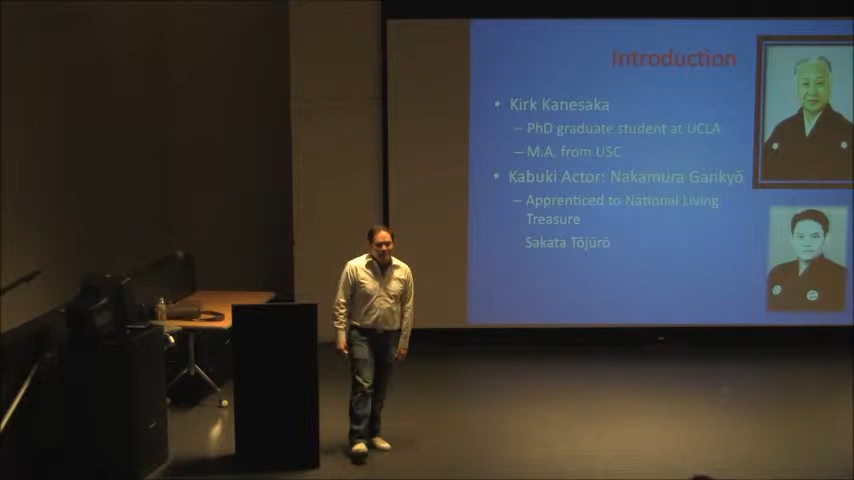 Introduction
• Kirk Kanesaka
– PhD graduate student at UCLA
– M.A. from USC
• Kabuki Actor: Nakamura Gankyō
– Apprenticed to National Living
Treasure
Sakata Tōjūrō